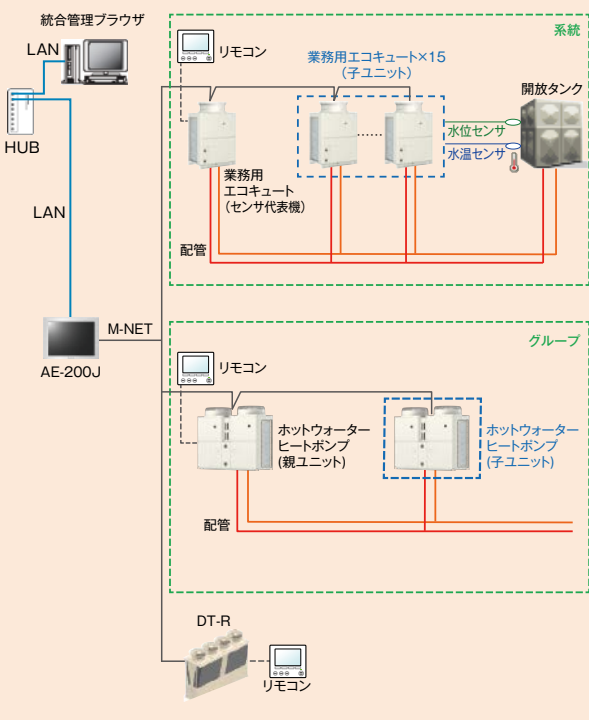 統合管理ブラウザ
LAN
HUB
LAN
AE-200J
M-NET
系統
リモコン
業務用エコキュート×15
(子ユニット)
開放タンク
水位センサ
水温センサ
業務用
エコキュート
(センサ代表機)
配管
グループ
リモコン
ホットウォーター
ヒートポンプ
(親ユニット)
ホットウォーター
ヒートポンプ
(子ユニット)
配管
DT-R
リモコン